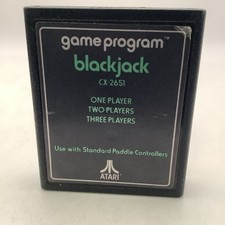 game program™
blackjack
CX-2651
ONE PLAYER
TWO PLAYERS
THREE PLAYERS
Use with Standard Paddle Controllers
ATARI